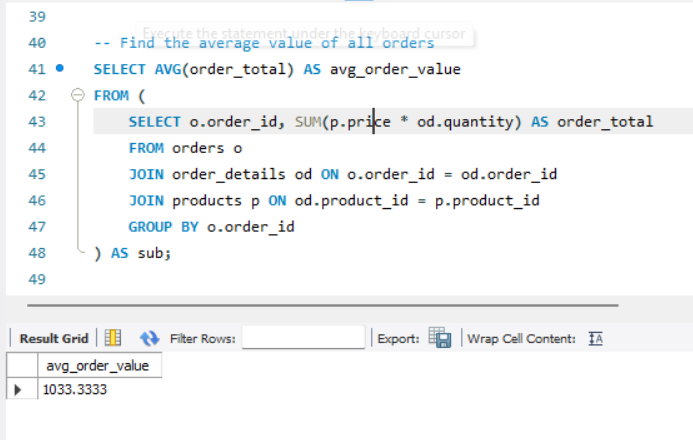 39
Execute the statement under the keyboard cursor
40 -- Find the average value of all orders
41 SELECT AVG(order_total) AS avg_order_value
42 FROM (
43 SELECT o.order_id, SUM(p.price * od.quantity) AS order_total
44 FROM orders o
45 JOIN order_details od ON o.order_id = od.order_id
46 JOIN products p ON od.product_id = p.product_id
47 GROUP BY o.order_id
48 ) AS sub;
49
Result Grid Filter Rows: Export: Wrap Cell Content: IA
avg_order_value
1033.3333